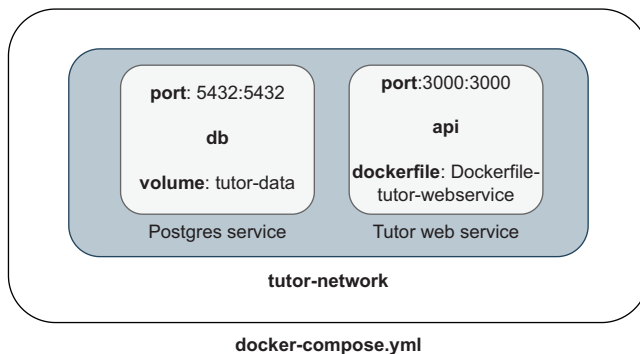 port: 5432:5432
db
volume: tutor-data
Postgres service
port:3000:3000
api
dockerfile: Dockerfile-
tutor-webservice
Tutor web service
tutor-network
docker-compose.yml